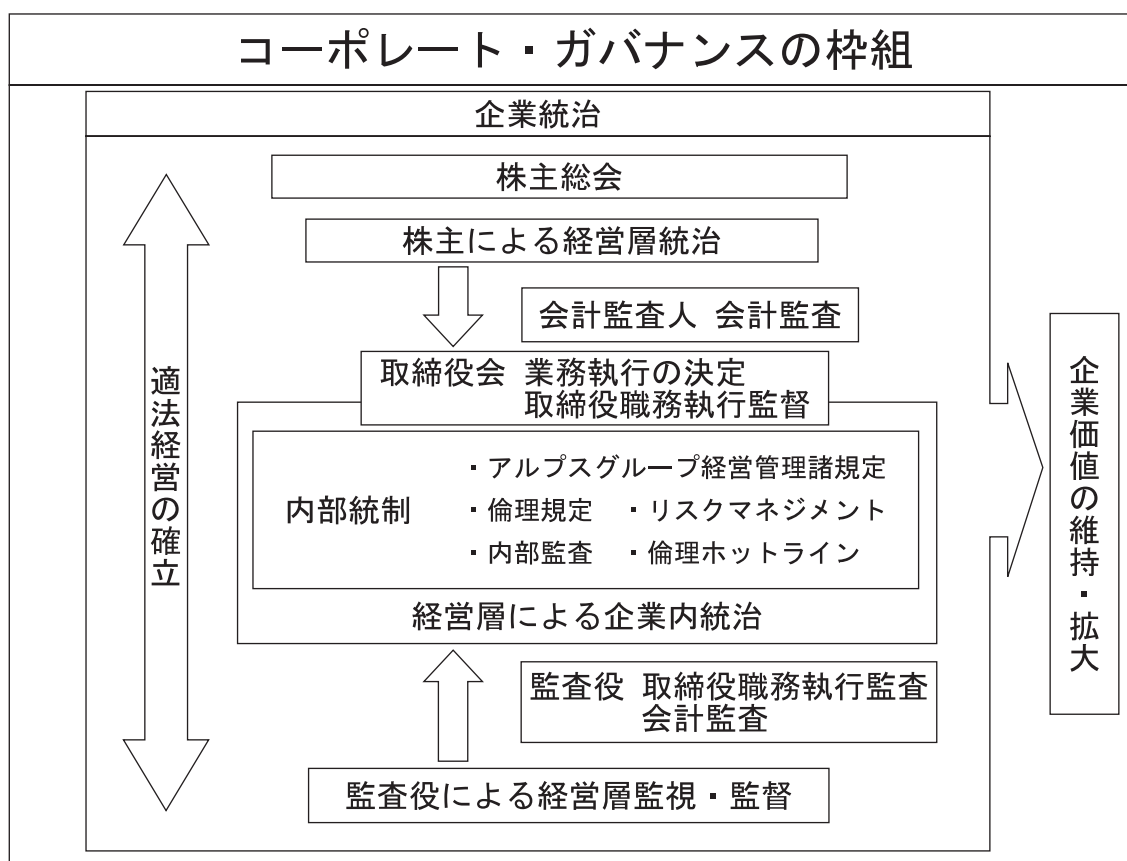 コーポレート・ガバナンスの枠組
企業統治
株主総会
株主による経営層統治
会計監査人 会計監査
取締役会 業務執行の決定
取締役職務執行監督
・アルプスグループ経営管理諸規定
内部統制
・倫理規定 ・リスクマネジメント
・内部監査 ・倫理ホットライン
経営層による企業内統治
監査役 取締役職務執行監査
会計監査
監査役による経営層監視・監督
適法経営の確立
企業価値の維持・拡大